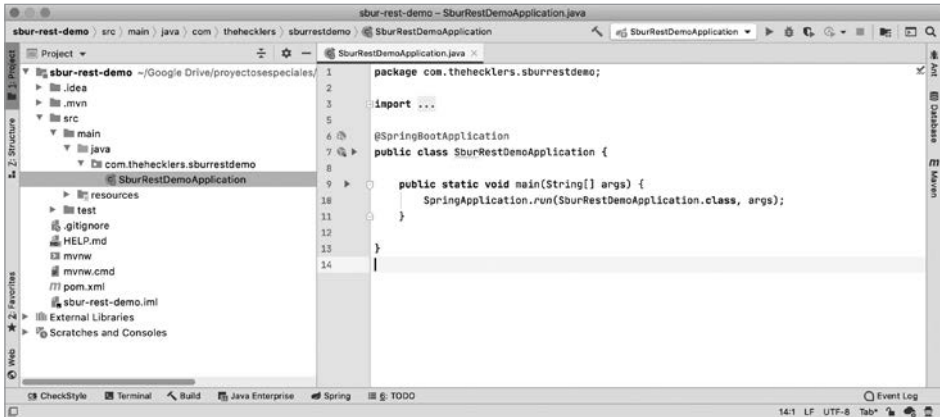 sbur-rest-demo – SburRestDemoApplication.java
sbur-rest-demo src main java com thehecklers sburrestdemo SburRestDemoApplication SburRestDemoApplication
Project SburRestDemoApplication.java
1: Project
Z: Structure
2: Favorites
Web
sbur-rest-demo ~/Google Drive/proyectosespeciales/
.idea
.mvn
src
main
java
com.thehecklers.sburrestdemo
SburRestDemoApplication
resources
test
.gitignore
HELP.md
mvnw
mvnw.cmd
pom.xml
sbur-rest-demo.iml
External Libraries
Scratches and Consoles
1 package com.thehecklers.sburrestdemo;
2
3 import ...
5
6 @SpringBootApplication
7 public class SburRestDemoApplication {
8
9 public static void main(String[] args) {
10 SpringApplication.run(SburRestDemoApplication.class, args);
11 }
12
13 }
14
Ant
Database
Maven
CheckStyle Terminal Build Java Enterprise Spring 6: TODO Event Log
14:1 LF UTF-8 Tab*